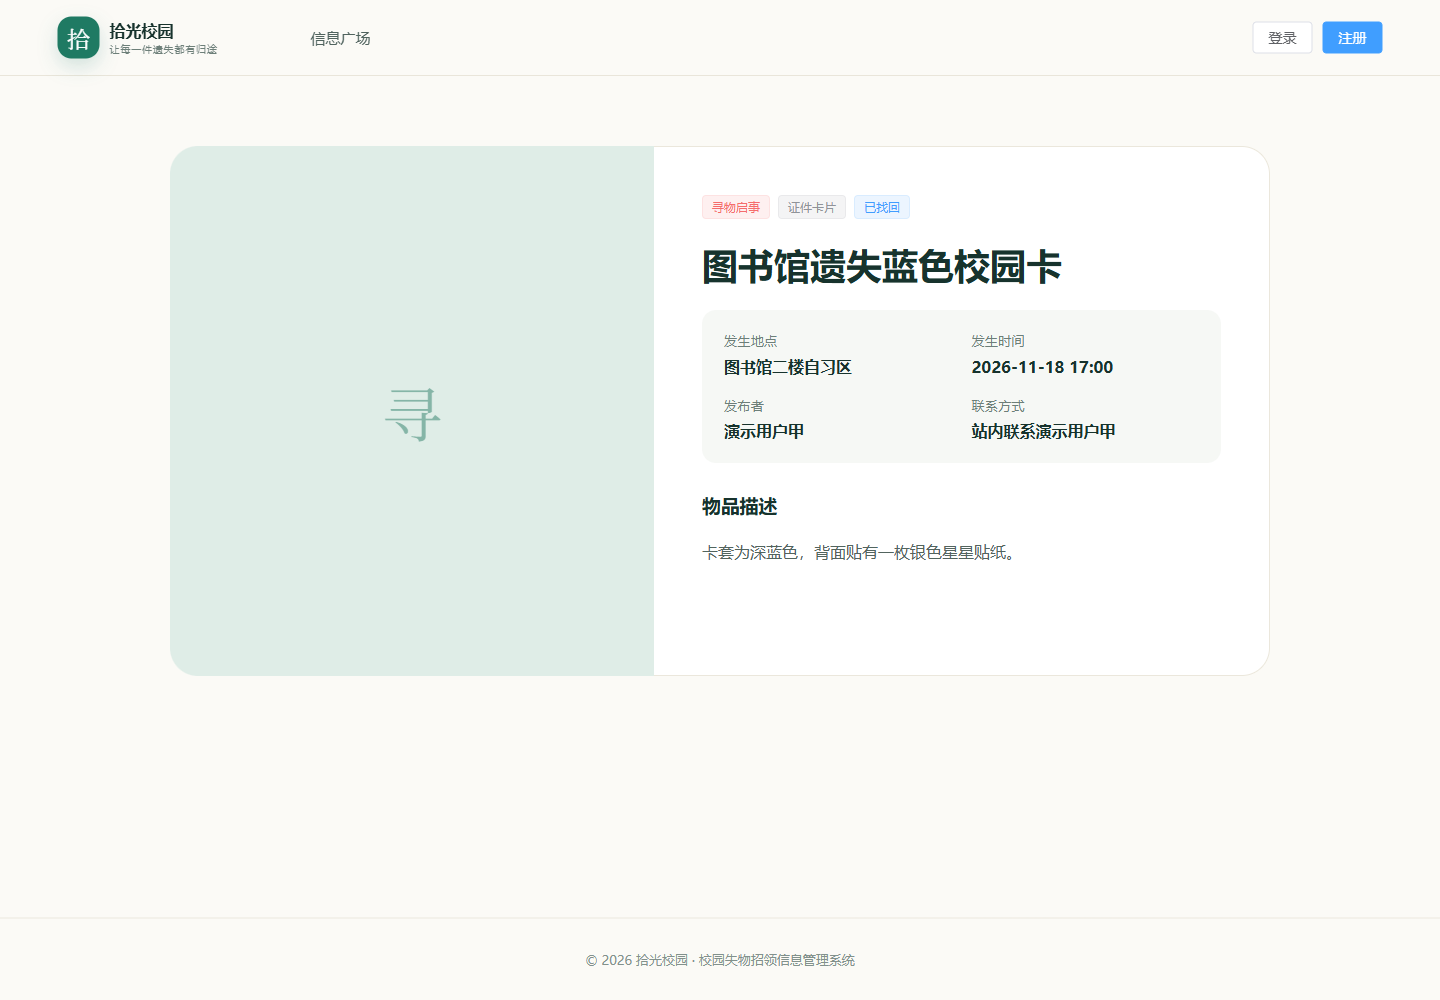 拾
拾光校园
让每一件遗失都有归途
信息广场
登录
注册
寻
寻物启事
证件卡片
已找回
图书馆遗失蓝色校园卡
发生地点
发生时间
图书馆二楼自习区
2026-11-18 17:00
发布者
联系方式
演示用户甲
站内联系演示用户甲
物品描述
卡套为深蓝色，背面贴有一枚银色星星贴纸。
© 2026 拾光校园 · 校园失物招领信息管理系统